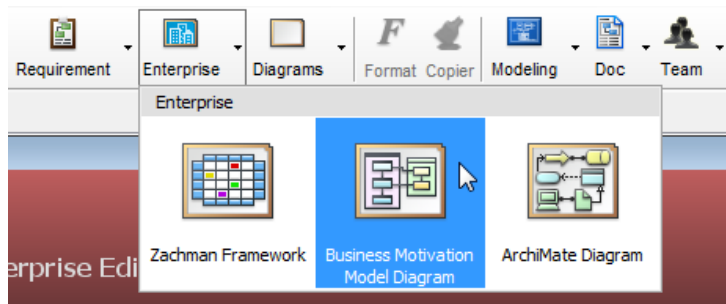 Requirement Enterprise Diagrams Format Copier Modeling Doc Team
Enterprise
Zachman Framework Business Motivation ArchiMate Diagram
Model Diagram
erprise Edi